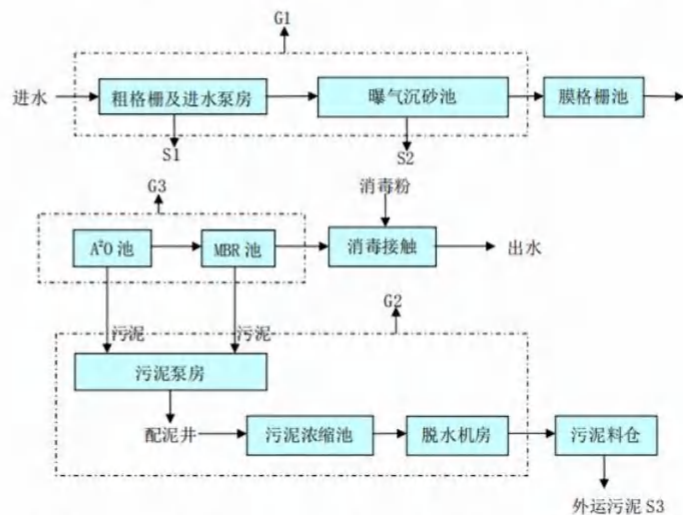 G1
进水
粗格栅及进水泵房
曝气沉砂池
膜格栅池
S1
S2
G3
消毒粉
A²O 池
MBR 池
消毒接触
出水
G2
污泥
污泥
污泥泵房
配泥井
污泥浓缩池
脱水机房
污泥料仓
外运污泥 S3